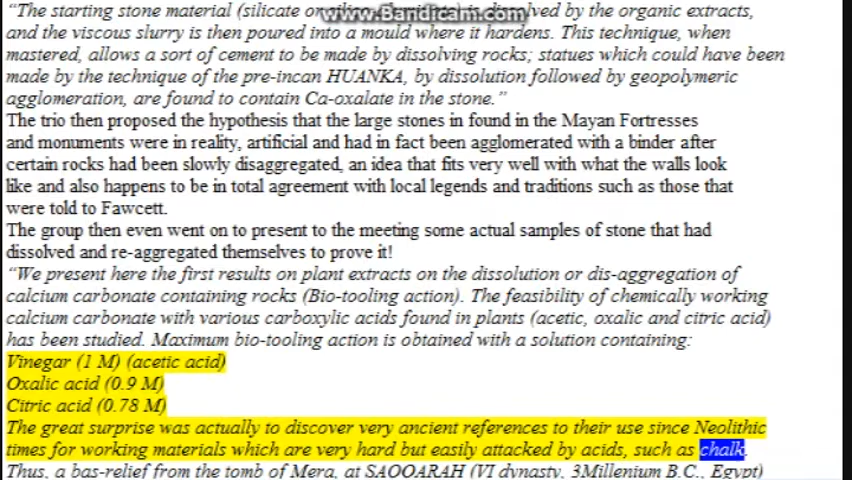 www.Bandicam.com
"The starting stone material (silicate or silico-aluminate) is dissolved by the organic extracts,
and the viscous slurry is then poured into a mould where it hardens. This technique, when
mastered, allows a sort of cement to be made by dissolving rocks; statues which could have been
made by the technique of the pre-incan HUANKA, by dissolution followed by geopolymeric
agglomeration, are found to contain Ca-oxalate in the stone."
The trio then proposed the hypothesis that the large stones in found in the Mayan Fortresses
and monuments were in reality, artificial and had in fact been agglomerated with a binder after
certain rocks had been slowly disaggregated, an idea that fits very well with what the walls look
like and also happens to be in total agreement with local legends and traditions such as those that
were told to Fawcett.
The group then even went on to present to the meeting some actual samples of stone that had
dissolved and re-aggregated themselves to prove it!
"We present here the first results on plant extracts on the dissolution or dis-aggregation of
calcium carbonate containing rocks (Bio-tooling action). The feasibility of chemically working
calcium carbonate with various carboxylic acids found in plants (acetic, oxalic and citric acid)
has been studied. Maximum bio-tooling action is obtained with a solution containing:
Vinegar (1 M) (acetic acid)
Oxalic acid (0.9 M)
Citric acid (0.78 M)
The great surprise was actually to discover very ancient references to their use since Neolithic
times for working materials which are very hard but easily attacked by acids, such as chalk.
Thus, a bas-relief from the tomb of Mera, at SAQQARAH (VI dynasty, 3Millenium B.C., Egypt)